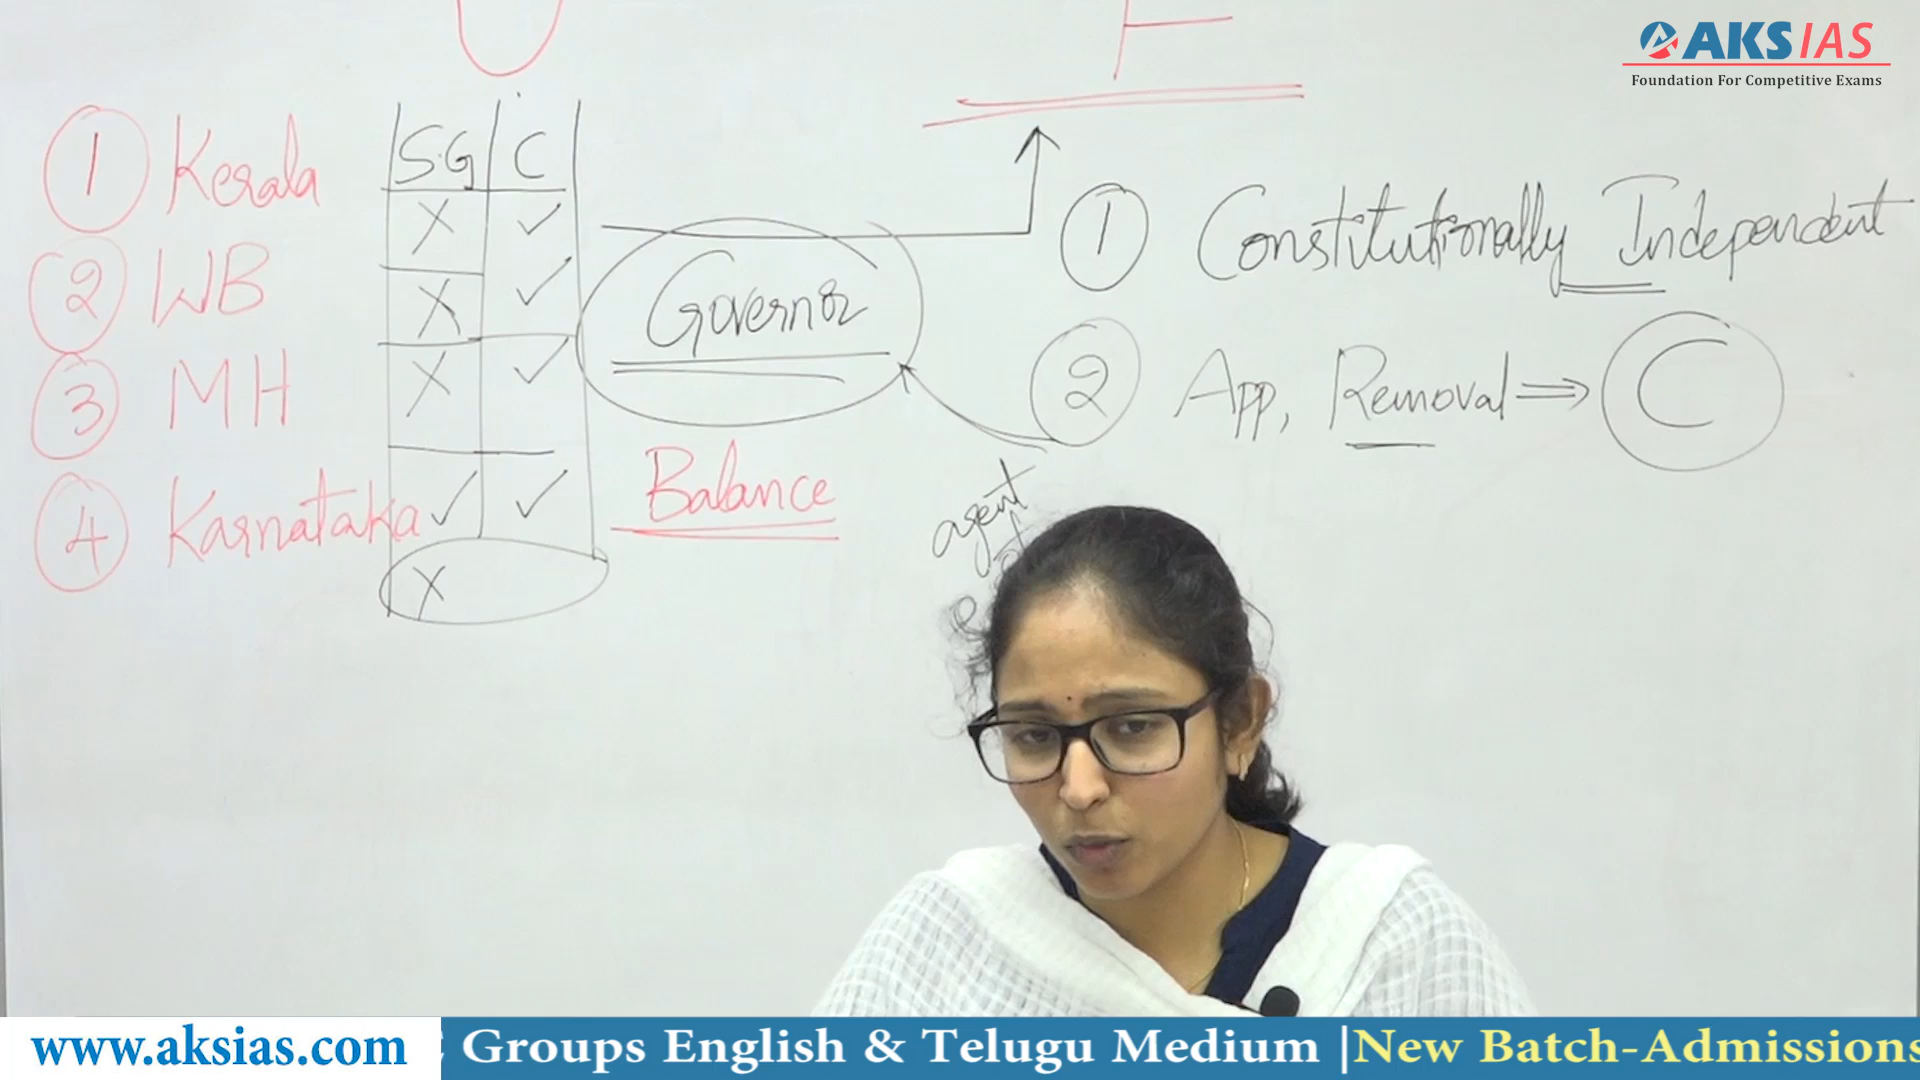 AKS IAS
Foundation For Competitive Exams
U
F
S.G C
1 Kerala X ✓
2 WB X ✓
3 MH X ✓
4 Karnataka ✓ ✓
X
Governor
Balance
1 Constitutionally Independent
2 App, Removal ⇒ C
agent
www.aksias.com
Groups English & Telugu Medium |New Batch-Admissions